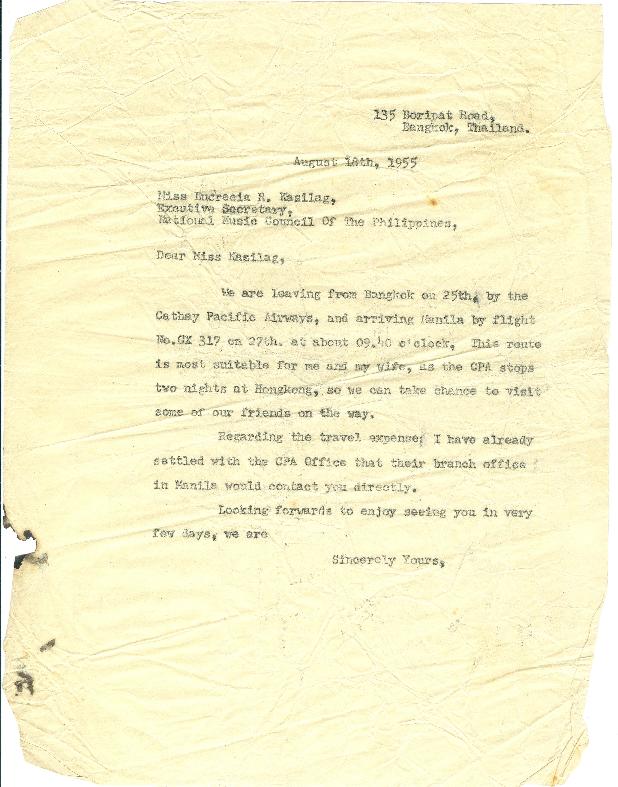 135 Boripat Road,
Bangkok, Thailand.
August 18th, 1955
Miss Lucrecia R. Kasilag,
Exeutive Secretary,
National Music Council Of The Philippines,
Dear Miss Kasilag,
We are leaving from Bangkok on 25th, by the
Cathay Pacific Airways, and arriving Manila by flight
No.CX 317 on 27th. at about 09.40 o'clock, This route
is most suitable for me and my wife, as the CPA stops
two nights at Hongkong, so we can take chance to visit
some of our friends on the way.
Regarding the travel expense; I have already
settled with the CPA Office that their branch office
in Manila would contact you directly.
Looking forwards to enjoy seeing you in very
few days, we are
Sincerely Yours,